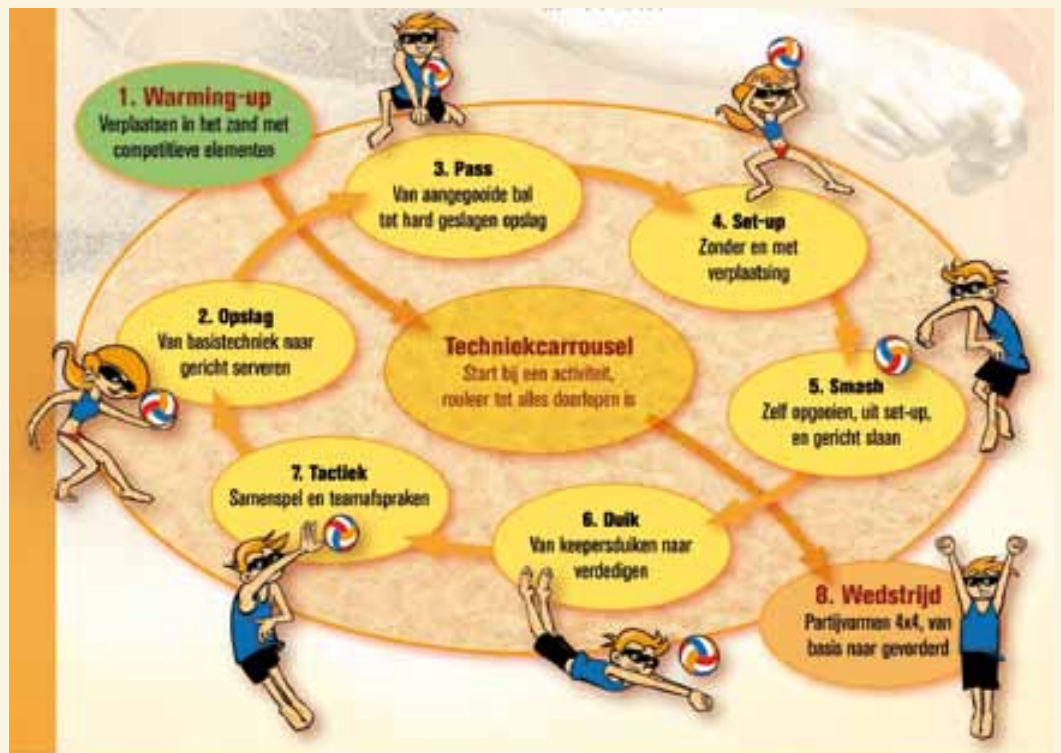 1. Warming-up
Verplaatsen in het zand met
competitieve elementen
3. Pass
Van aangegooide bal
tot hard geslagen opslag
4. Set-up
Zonder en met
verplaatsing
2. Opslag
Van basistechniek naar
gericht serveren
Techniekcarrousel
Start bij een activiteit,
rouleer tot alles doorlopen is
5. Smash
Zelf opgooien, uit set-up,
en gericht slaan
7. Tactiek
Samenspel en teamafspraken
6. Duik
Van keepersduiken naar
verdedigen
8. Wedstrijd
Partijvormen 4x4, van
basis naar gevorderd